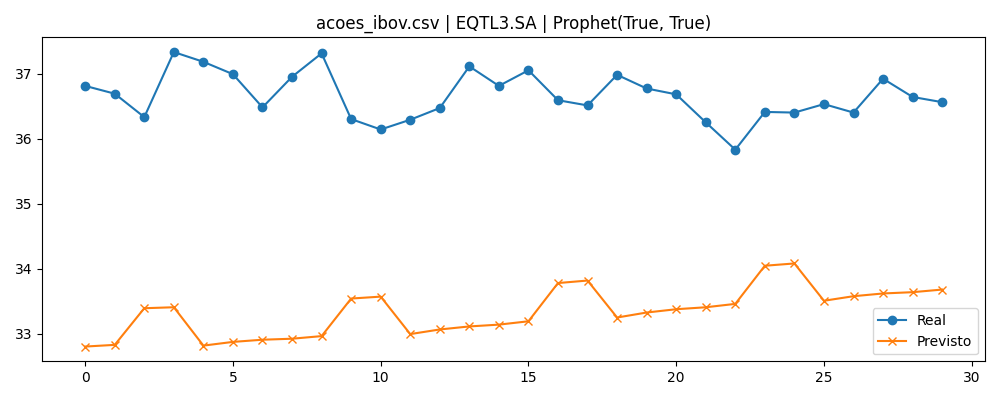 acoes_ibov.csv | EQTL3.SA | Prophet(True, True)
37
36
35
34
33
0 5 10 15 20 25 30
Real
Previsto